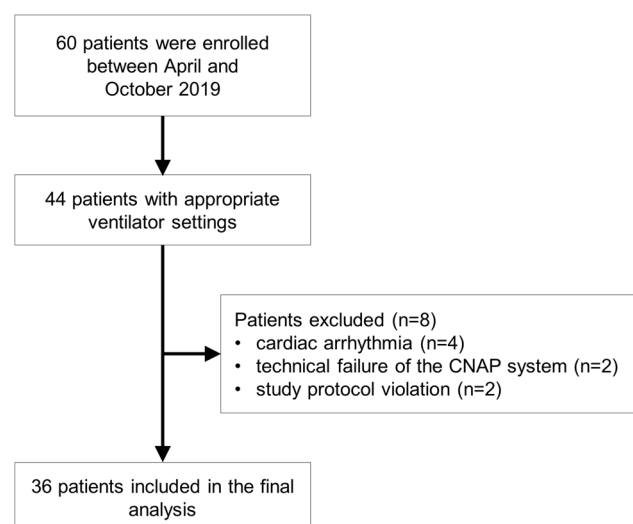 60 patients were enrolled
between April and
October 2019
44 patients with appropriate
ventilator settings
Patients excluded (n=8)
• cardiac arrhythmia (n=4)
• technical failure of the CNAP system (n=2)
• study protocol violation (n=2)
36 patients included in the final
analysis